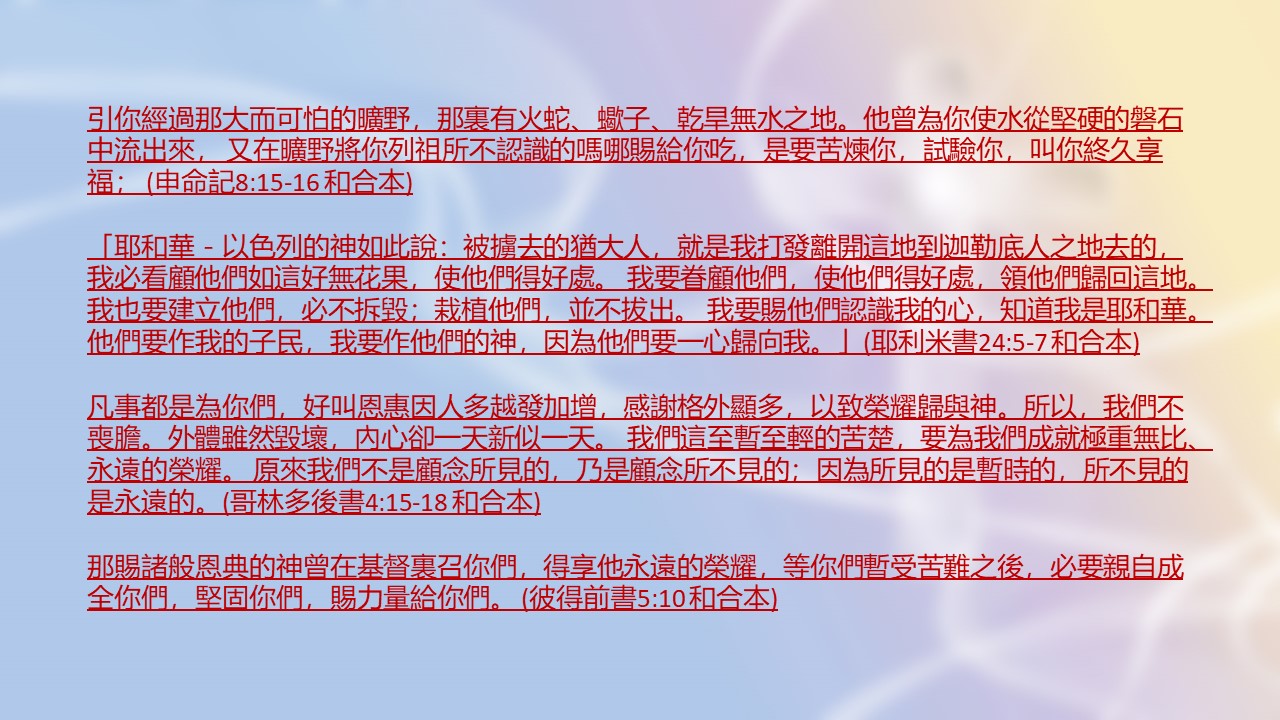 引你經過那大而可怕的曠野，那裏有火蛇、蠍子、乾旱無水之地。他曾為你使水從堅硬的磐石
中流出來， 又在曠野將你列祖所不認識的嗎哪賜給你吃，是要苦煉你，試驗你，叫你終久享
福； (申命記8:15-16 和合本)
「耶和華－以色列的神如此說：被擄去的猶大人，就是我打發離開這地到迦勒底人之地去的，
我必看顧他們如這好無花果，使他們得好處。 我要眷顧他們，使他們得好處，領他們歸回這地。
我也要建立他們，必不拆毀；栽植他們，並不拔出。 我要賜他們認識我的心，知道我是耶和華。
他們要作我的子民，我要作他們的神，因為他們要一心歸向我。」(耶利米書24:5-7 和合本)
凡事都是為你們，好叫恩惠因人多越發加增，感謝格外顯多，以致榮耀歸與神。所以，我們不
喪膽。外體雖然毀壞，內心卻一天新似一天。 我們這至暫至輕的苦楚，要為我們成就極重無比、
永遠的榮耀。 原來我們不是顧念所見的，乃是顧念所不見的；因為所見的是暫時的，所不見的
是永遠的。(哥林多後書4:15-18 和合本)
那賜諸般恩典的神曾在基督裏召你們，得享他永遠的榮耀，等你們暫受苦難之後，必要親自成
全你們，堅固你們，賜力量給你們。 (彼得前書5:10 和合本)